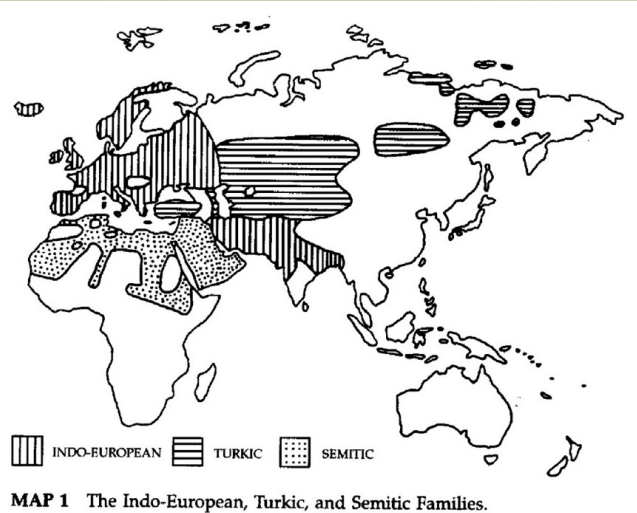 INDO-EUROPEAN TURKIC SEMITIC
MAP 1 The Indo-European, Turkic, and Semitic Families.